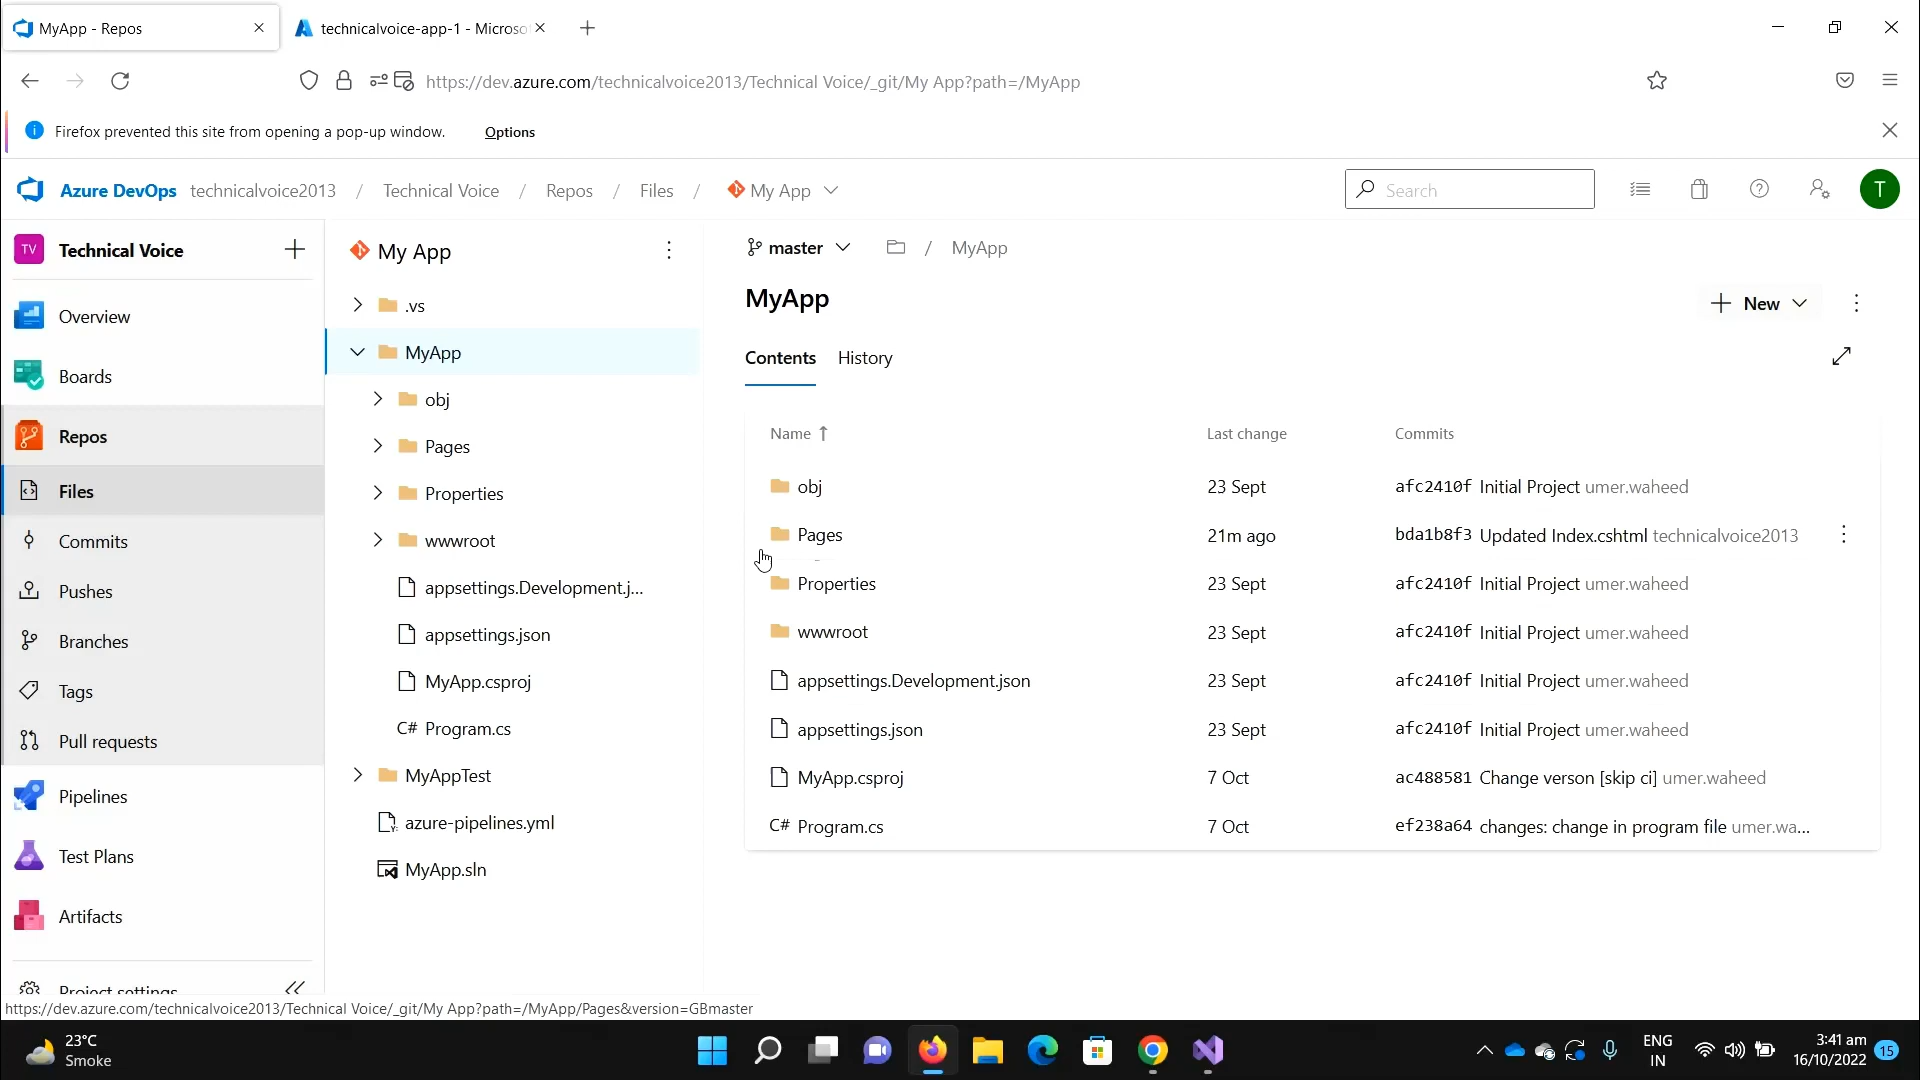 MyApp - Repos
technicalvoice-app-1 - Microso
https://dev.azure.com/technicalvoice2013/Technical Voice/_git/My App?path=/MyApp
Firefox prevented this site from opening a pop-up window.
Options
Azure DevOps technicalvoice2013 / Technical Voice / Repos / Files / My App
Search
T
TV Technical Voice
Overview
Boards
Repos
Files
Commits
Pushes
Branches
Tags
Pull requests
Pipelines
Test Plans
Artifacts
Project settings
My App
.vs
MyApp
obj
Pages
Properties
wwwroot
appsettings.Development.j...
appsettings.json
MyApp.csproj
C# Program.cs
MyAppTest
azure-pipelines.yml
MyApp.sln
master / MyApp
MyApp
New
Contents History
Name Last change Commits
obj 23 Sept afc2410f Initial Project umer.waheed
Pages 21m ago bda1b8f3 Updated Index.cshtml technicalvoice2013
Properties 23 Sept afc2410f Initial Project umer.waheed
wwwroot 23 Sept afc2410f Initial Project umer.waheed
appsettings.Development.json 23 Sept afc2410f Initial Project umer.waheed
appsettings.json 23 Sept afc2410f Initial Project umer.waheed
MyApp.csproj 7 Oct ac488581 Change verson [skip ci] umer.waheed
C# Program.cs 7 Oct ef238a64 changes: change in program file umer.wa...
https://dev.azure.com/technicalvoice2013/Technical Voice/_git/My App?path=/MyApp/Pages&version=GBmaster
23°C
Smoke
ENG
IN
3:41 am
16/10/2022
15